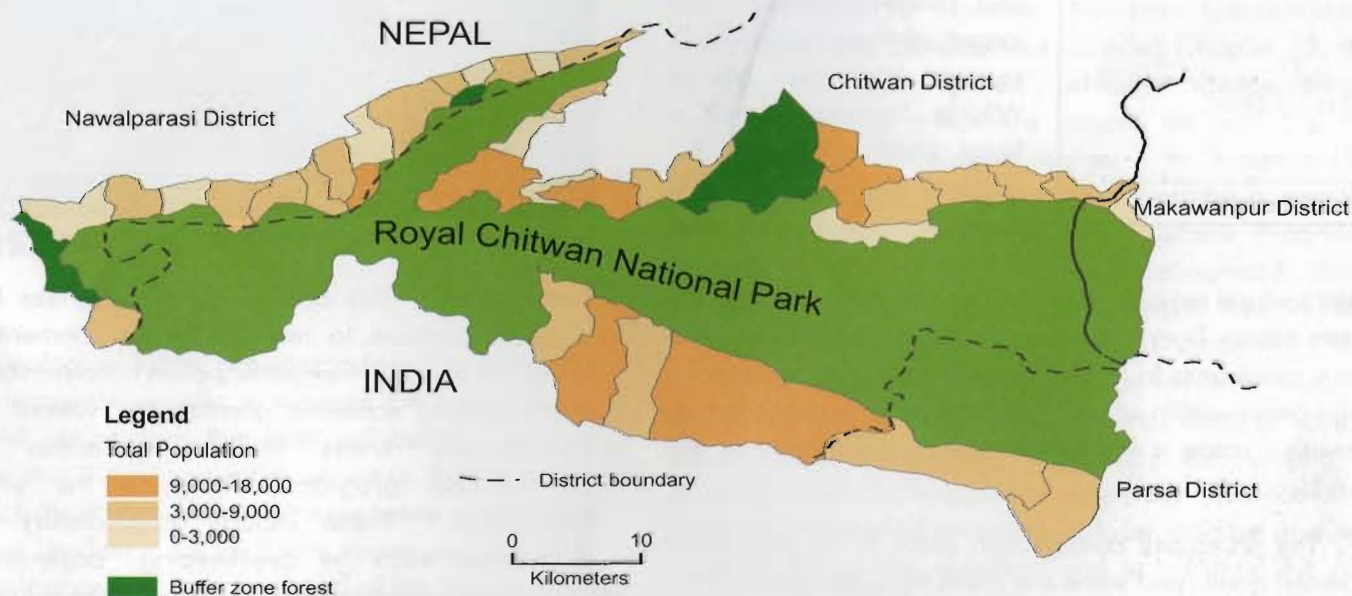 NEPAL
Chitwan District
Nawalparasi District
Makawanpur District
Royal Chitwan National Park
INDIA
Legend
Total Population
9,000-18,000
3,000-9,000
0-3,000
Buffer zone forest
District boundary
0 10
Kilometers
Parsa District